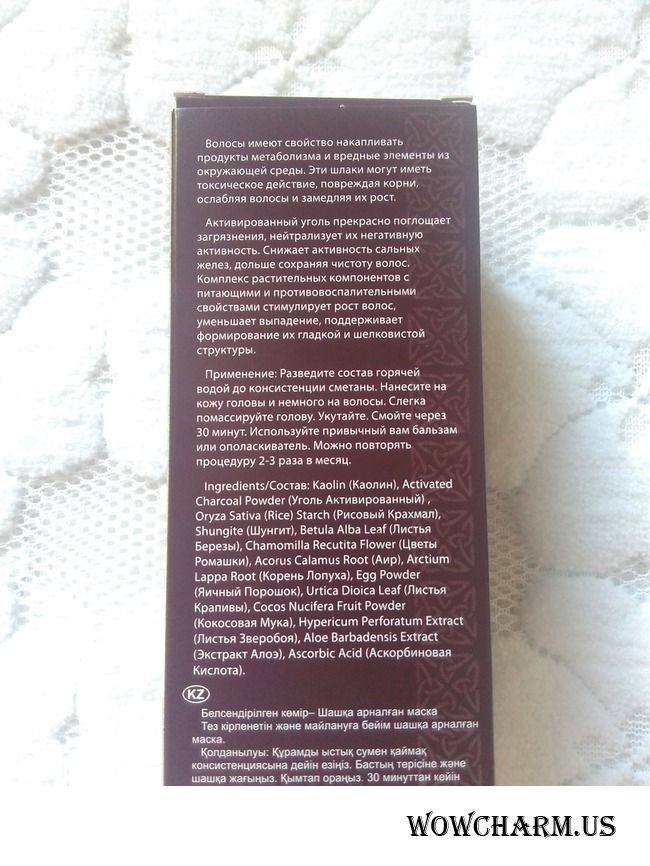 Волосы имеют свойство накапливать
продукты метаболизма и вредные элементы из
окружающей среды. Эти шлаки могут иметь
токсическое действие, повреждая корни,
ослабляя волосы и замедляя их рост.
Активированный уголь прекрасно поглощает
загрязнения, нейтрализует их негативную
активность. Снижает активность сальных
желез, дольше сохраняя чистоту волос.
Комплекс растительных компонентов с
питающими и противовоспалительными
свойствами стимулирует рост волос,
уменьшает выпадение, поддерживает
формирование их гладкой и шелковистой
структуры.
Применение: Разведите состав горячей
водой до консистенции сметаны. Нанесите на
кожу головы и немного на волосы. Слегка
помассируйте голову. Укутайте. Смойте через
30 минут. Используйте привычный вам бальзам
или ополаскиватель. Можно повторять
процедуру 2-3 раза в месяц.
Ingredients/Состав: Kaolin (Каолин), Activated
Charcoal Powder (Уголь Активированный) ,
Oryza Sativa (Rice) Starch (Рисовый Крахмал),
Shungite (Шунгит), Betula Alba Leaf (Листья
Березы), Chamomilla Recutita Flower (Цветы
Ромашки), Acorus Calamus Root (Аир), Arctium
Lappa Root (Корень Лопуха), Egg Powder
(Яичный Порошок), Urtica Dioica Leaf (Листья
Крапивы), Cocos Nucifera Fruit Powder
(Кокосовая Мука), Hypericum Perforatum Extract
(Листья Зверобоя), Aloe Barbadensis Extract
(Экстракт Алоэ), Ascorbic Acid (Аскорбиновая
Кислота).
KZ
Белсендірілген көмір– Шашқа арналған маска
Тез кірленетін және майлануға бейім шашқа арналған
маска.
Қолданылуы: Құрамды ыстық сумен қаймақ
консистенциясына дейін езіңіз. Бастың терісіне және
шашқа жағыңыз. Қымтап ораңыз. 30 минуттан кейін
WOWCHARM.US